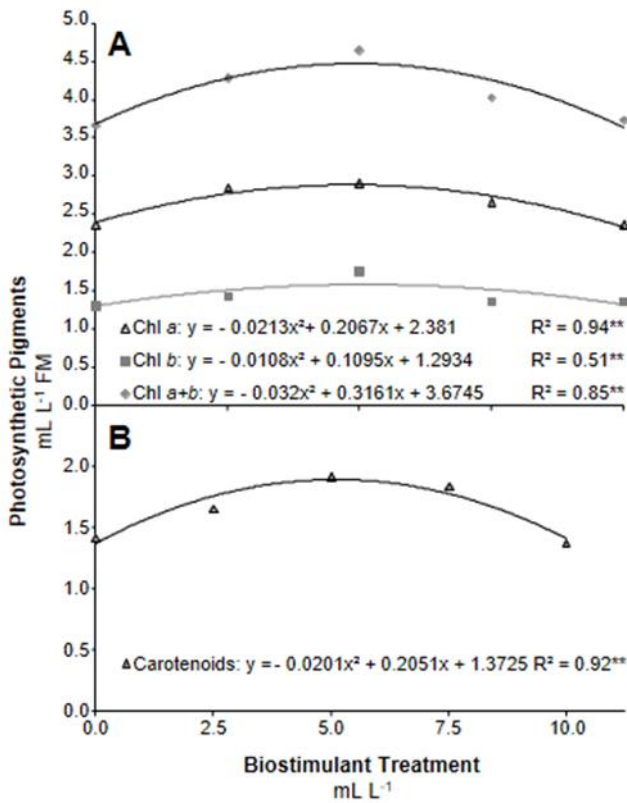 5.0
A
4.5
4.0
3.5
3.0
2.5
2.0
1.5
1.0
0.5
0.0
Chl a: y = - 0.0213x²+ 0.2067x + 2.381 R² = 0.94**
Chl b: y = - 0.0108x² + 0.1095x + 1.2934 R² = 0.51**
Chl a+b: y = - 0.032x² + 0.3161x + 3.6745 R² = 0.85**
Photosynthetic Pigments
mL L⁻¹ FM
B
2.0
1.5
1.0
0.5
0.0
Carotenoids: y = - 0.0201x² + 0.2051x + 1.3725 R² = 0.92**
0.0 2.5 5.0 7.5 10.0
Biostimulant Treatment
mL L⁻¹